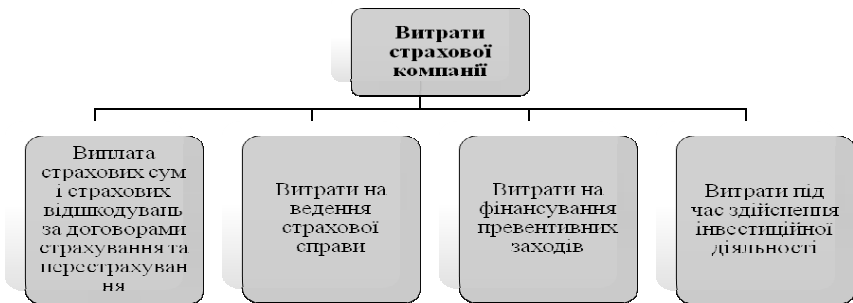 Витрати
страхової
компанії
Виплата
страхових сум
і страхових
відшкодувань
за договорами
страхування та
перестрахуван
ня
Витрати на
ведення
страхової
справи
Витрати на
фінансування
превентивних
заходів
Витрати під
час здійснення
інвестиційної
діяльності